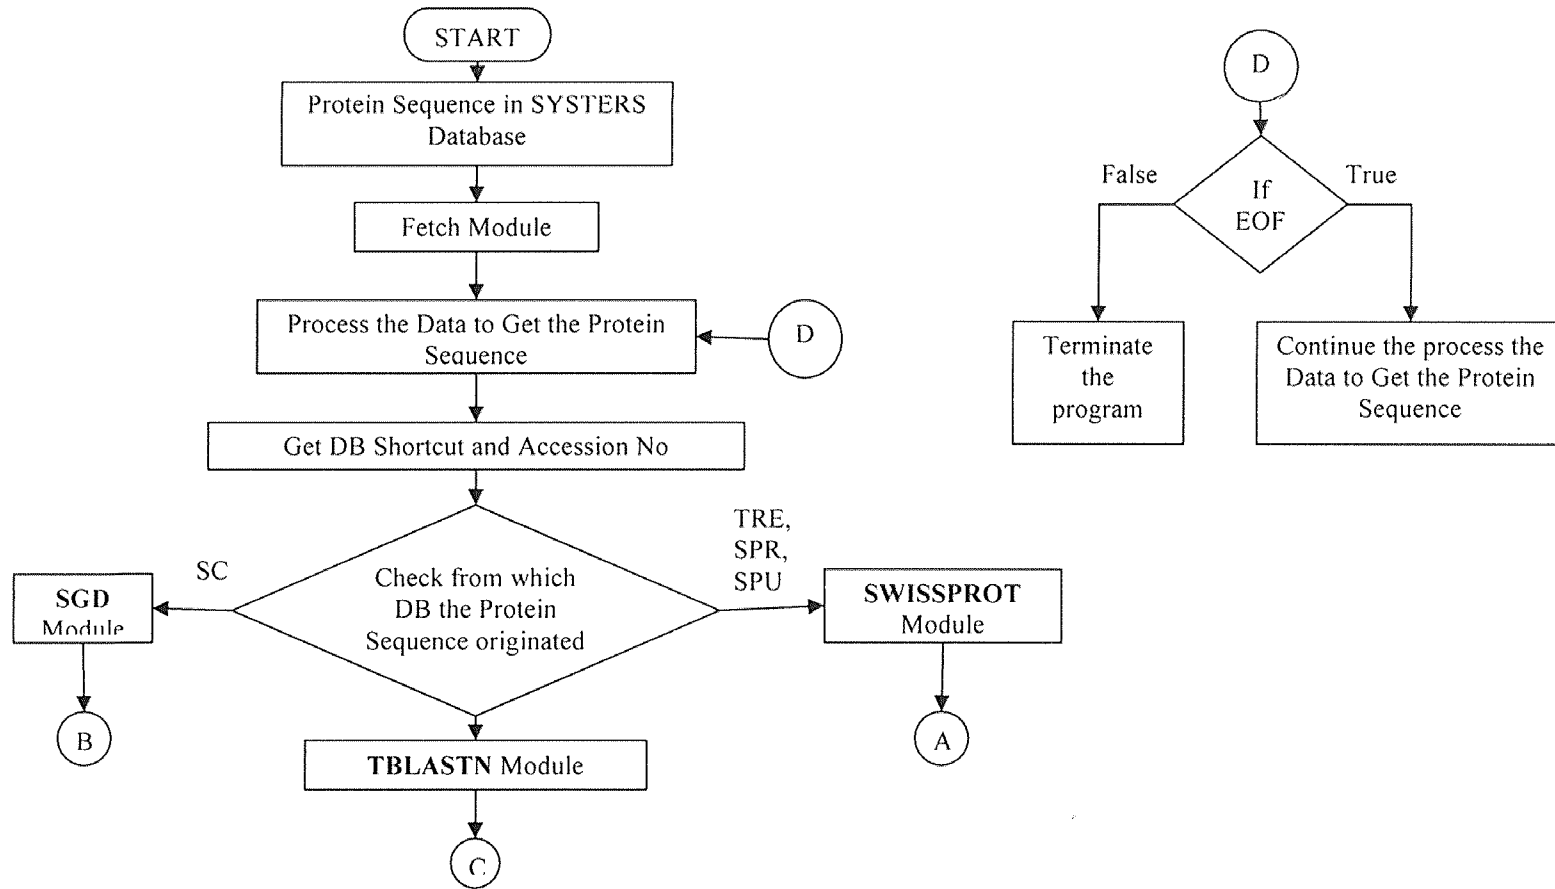 START
Protein Sequence in SYSTERS
Database
Fetch Module
Process the Data to Get the Protein
Sequence
D
Get DB Shortcut and Accession No
Check from which
DB the Protein
Sequence originated
SC
SGD
Module
B
TRE,
SPR,
SPU
SWISSPROT
Module
A
TBLASTN Module
C
D
If
EOF
False
True
Terminate
the
program
Continue the process the
Data to Get the Protein
Sequence